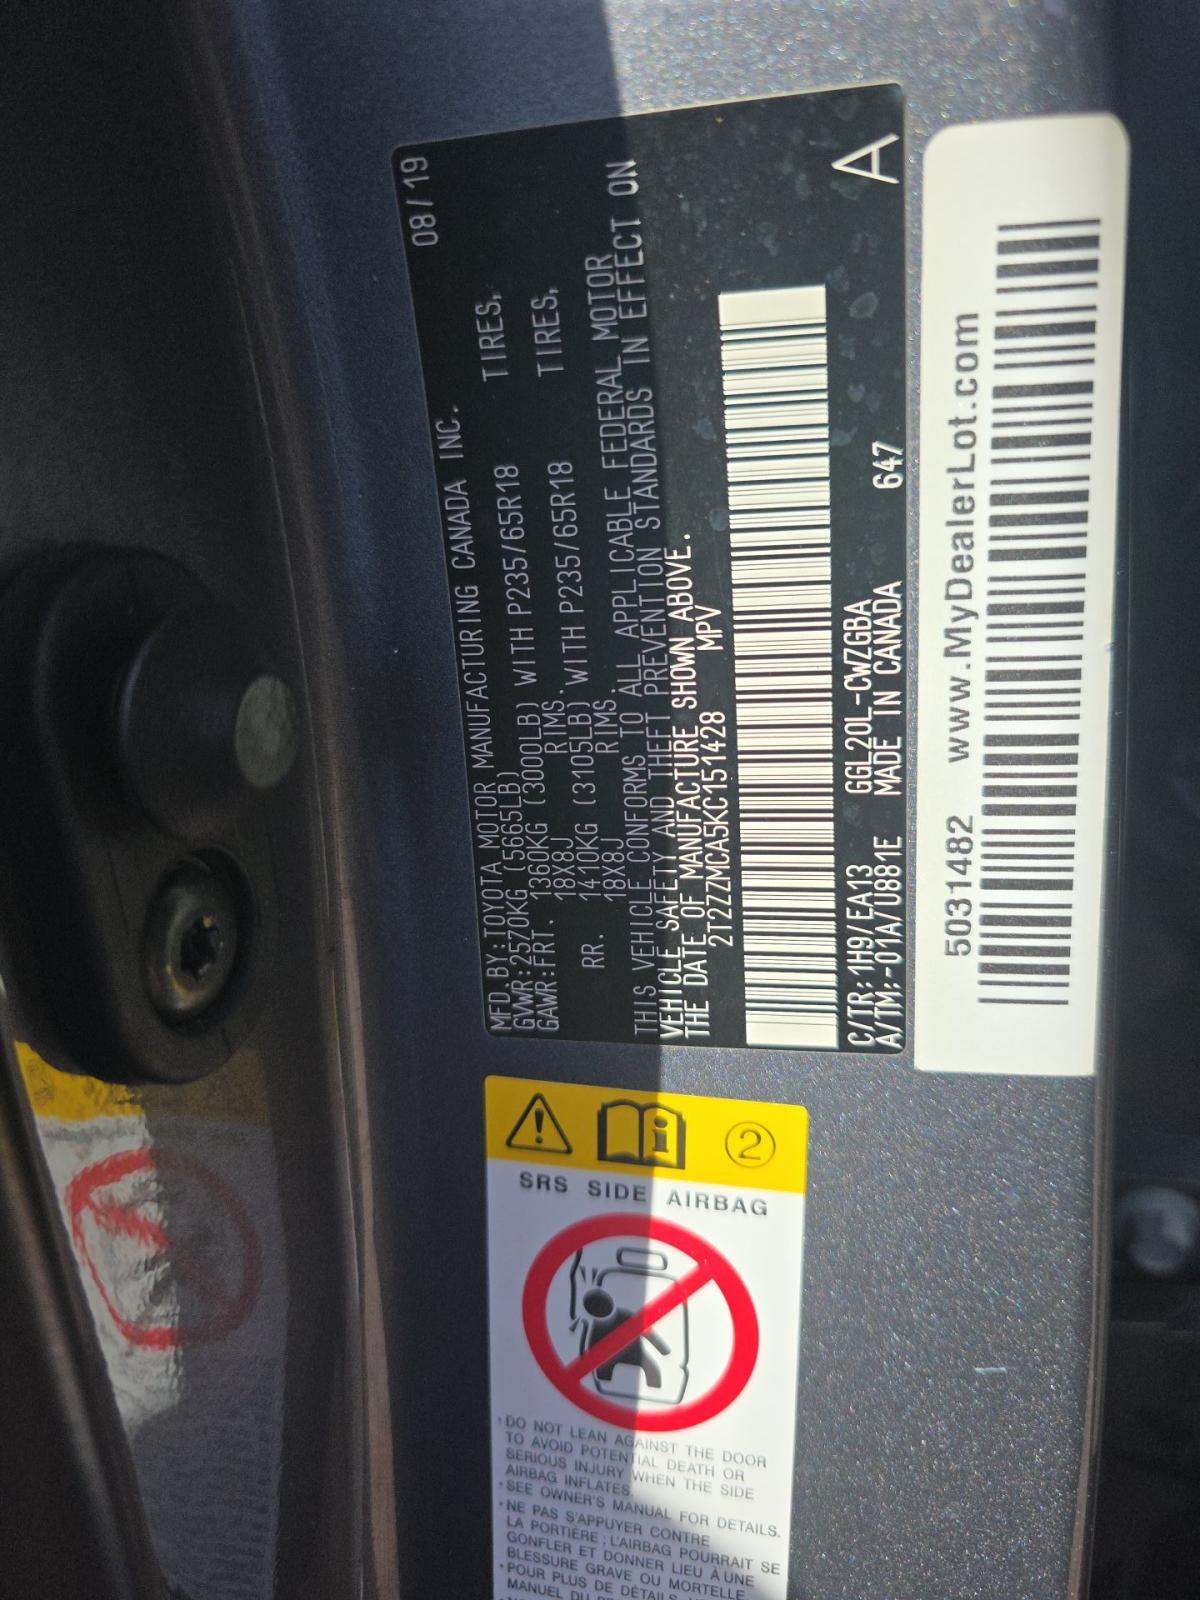 MFD.BY:TOYOTA MOTOR MANUFACTURING CANADA INC. 08/19
GVWR:2570KG (5665LB)
GAWR:FRT. 1360KG (3000LB) WITH P235/65R18 TIRES,
18X8J RIMS.
RR. 1410KG (3105LB) WITH P235/65R18 TIRES,
18X8J RIMS.
THIS VEHICLE CONFORMS TO ALL APPLICABLE FEDERAL MOTOR
VEHICLE SAFETY AND THEFT PREVENTION STANDARDS IN EFFECT ON
THE DATE OF MANUFACTURE SHOWN ABOVE.
2T2ZZMCA5KC151428 MPV
C/TR:1H9/EA13 GGL20L-CWZGBA
A/TM:-01A/U881E MADE IN CANADA 647
A
5031482 www.MyDealerLot.com
2
SRS SIDE AIRBAG
•DO NOT LEAN AGAINST THE DOOR
TO AVOID POTENTIAL DEATH OR
SERIOUS INJURY WHEN THE SIDE
AIRBAG INFLATES.
•SEE OWNER'S MANUAL FOR DETAILS.
•NE PAS S'APPUYER CONTRE
LA PORTIÈRE ; L'AIRBAG POURRAIT SE
GONFLER ET DONNER LIEU À UNE
BLESSURE GRAVE OU MORTELLE
•POUR PLUS DE DÉTAILS,
MANUEL DU